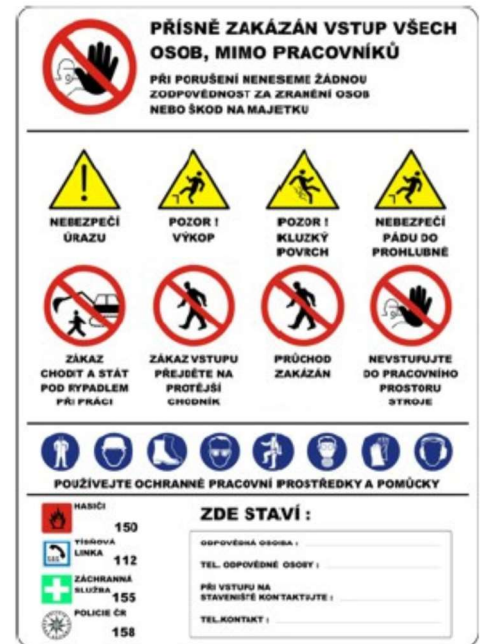 PŘÍSNĚ ZAKÁZÁN VSTUP VŠECH
OSOB, MIMO PRACOVNÍKŮ
PŘI PORUŠENÍ NENESEME ŽÁDNOU
ZODPOVĚDNOST ZA ZRANĚNÍ OSOB
NEBO ŠKOD NA MAJETKU
NEBEZPEČÍ
ÚRAZU
POZOR !
VÝKOP
POZOR !
KLUZKÝ
POVRCH
NEBEZPEČÍ
PÁDU DO
PROHLUBNĚ
ZÁKAZ
CHODIT A STÁT
POD RYPADLEM
PŘI PRÁCI
ZÁKAZ VSTUPU
PŘEJDĚTE NA
PROTĚJŠÍ
CHODNÍK
PRŮCHOD
ZAKÁZÁN
NEVSTUPUJTE
DO PRACOVNÍHO
PROSTORU
STROJE
POUŽÍVEJTE OCHRANNÉ PRACOVNÍ PROSTŘEDKY A POMŮCKY
HASIČI
150
TÍSŇOVÁ
LINKA
112
SOS
ZÁCHRANNÁ
SLUŽBA
155
POLICIE ČR
158
ZDE STAVÍ :
ODPOVĚDNÁ OSOBA :
TEL. ODPOVĚDNÉ OSOBY :
PŘI VSTUPU NA
STAVENIŠTĚ KONTAKTUJTE :
TEL.KONTAKT :